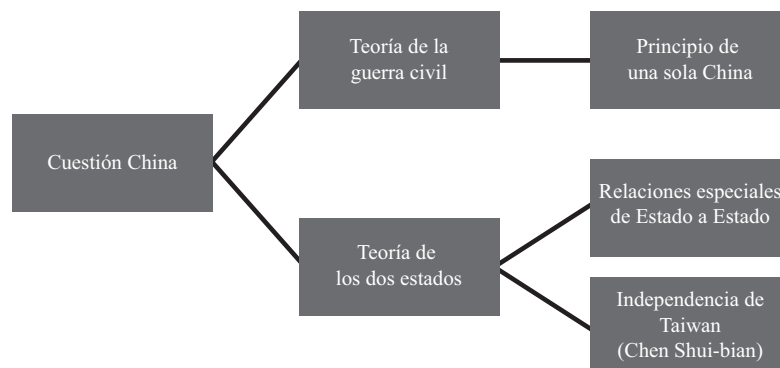 Cuestión China
Teoría de la
guerra civil
Principio de
una sola China
Teoría de
los dos estados
Relaciones especiales
de Estado a Estado
Independencia de
Taiwan
(Chen Shui-bian)